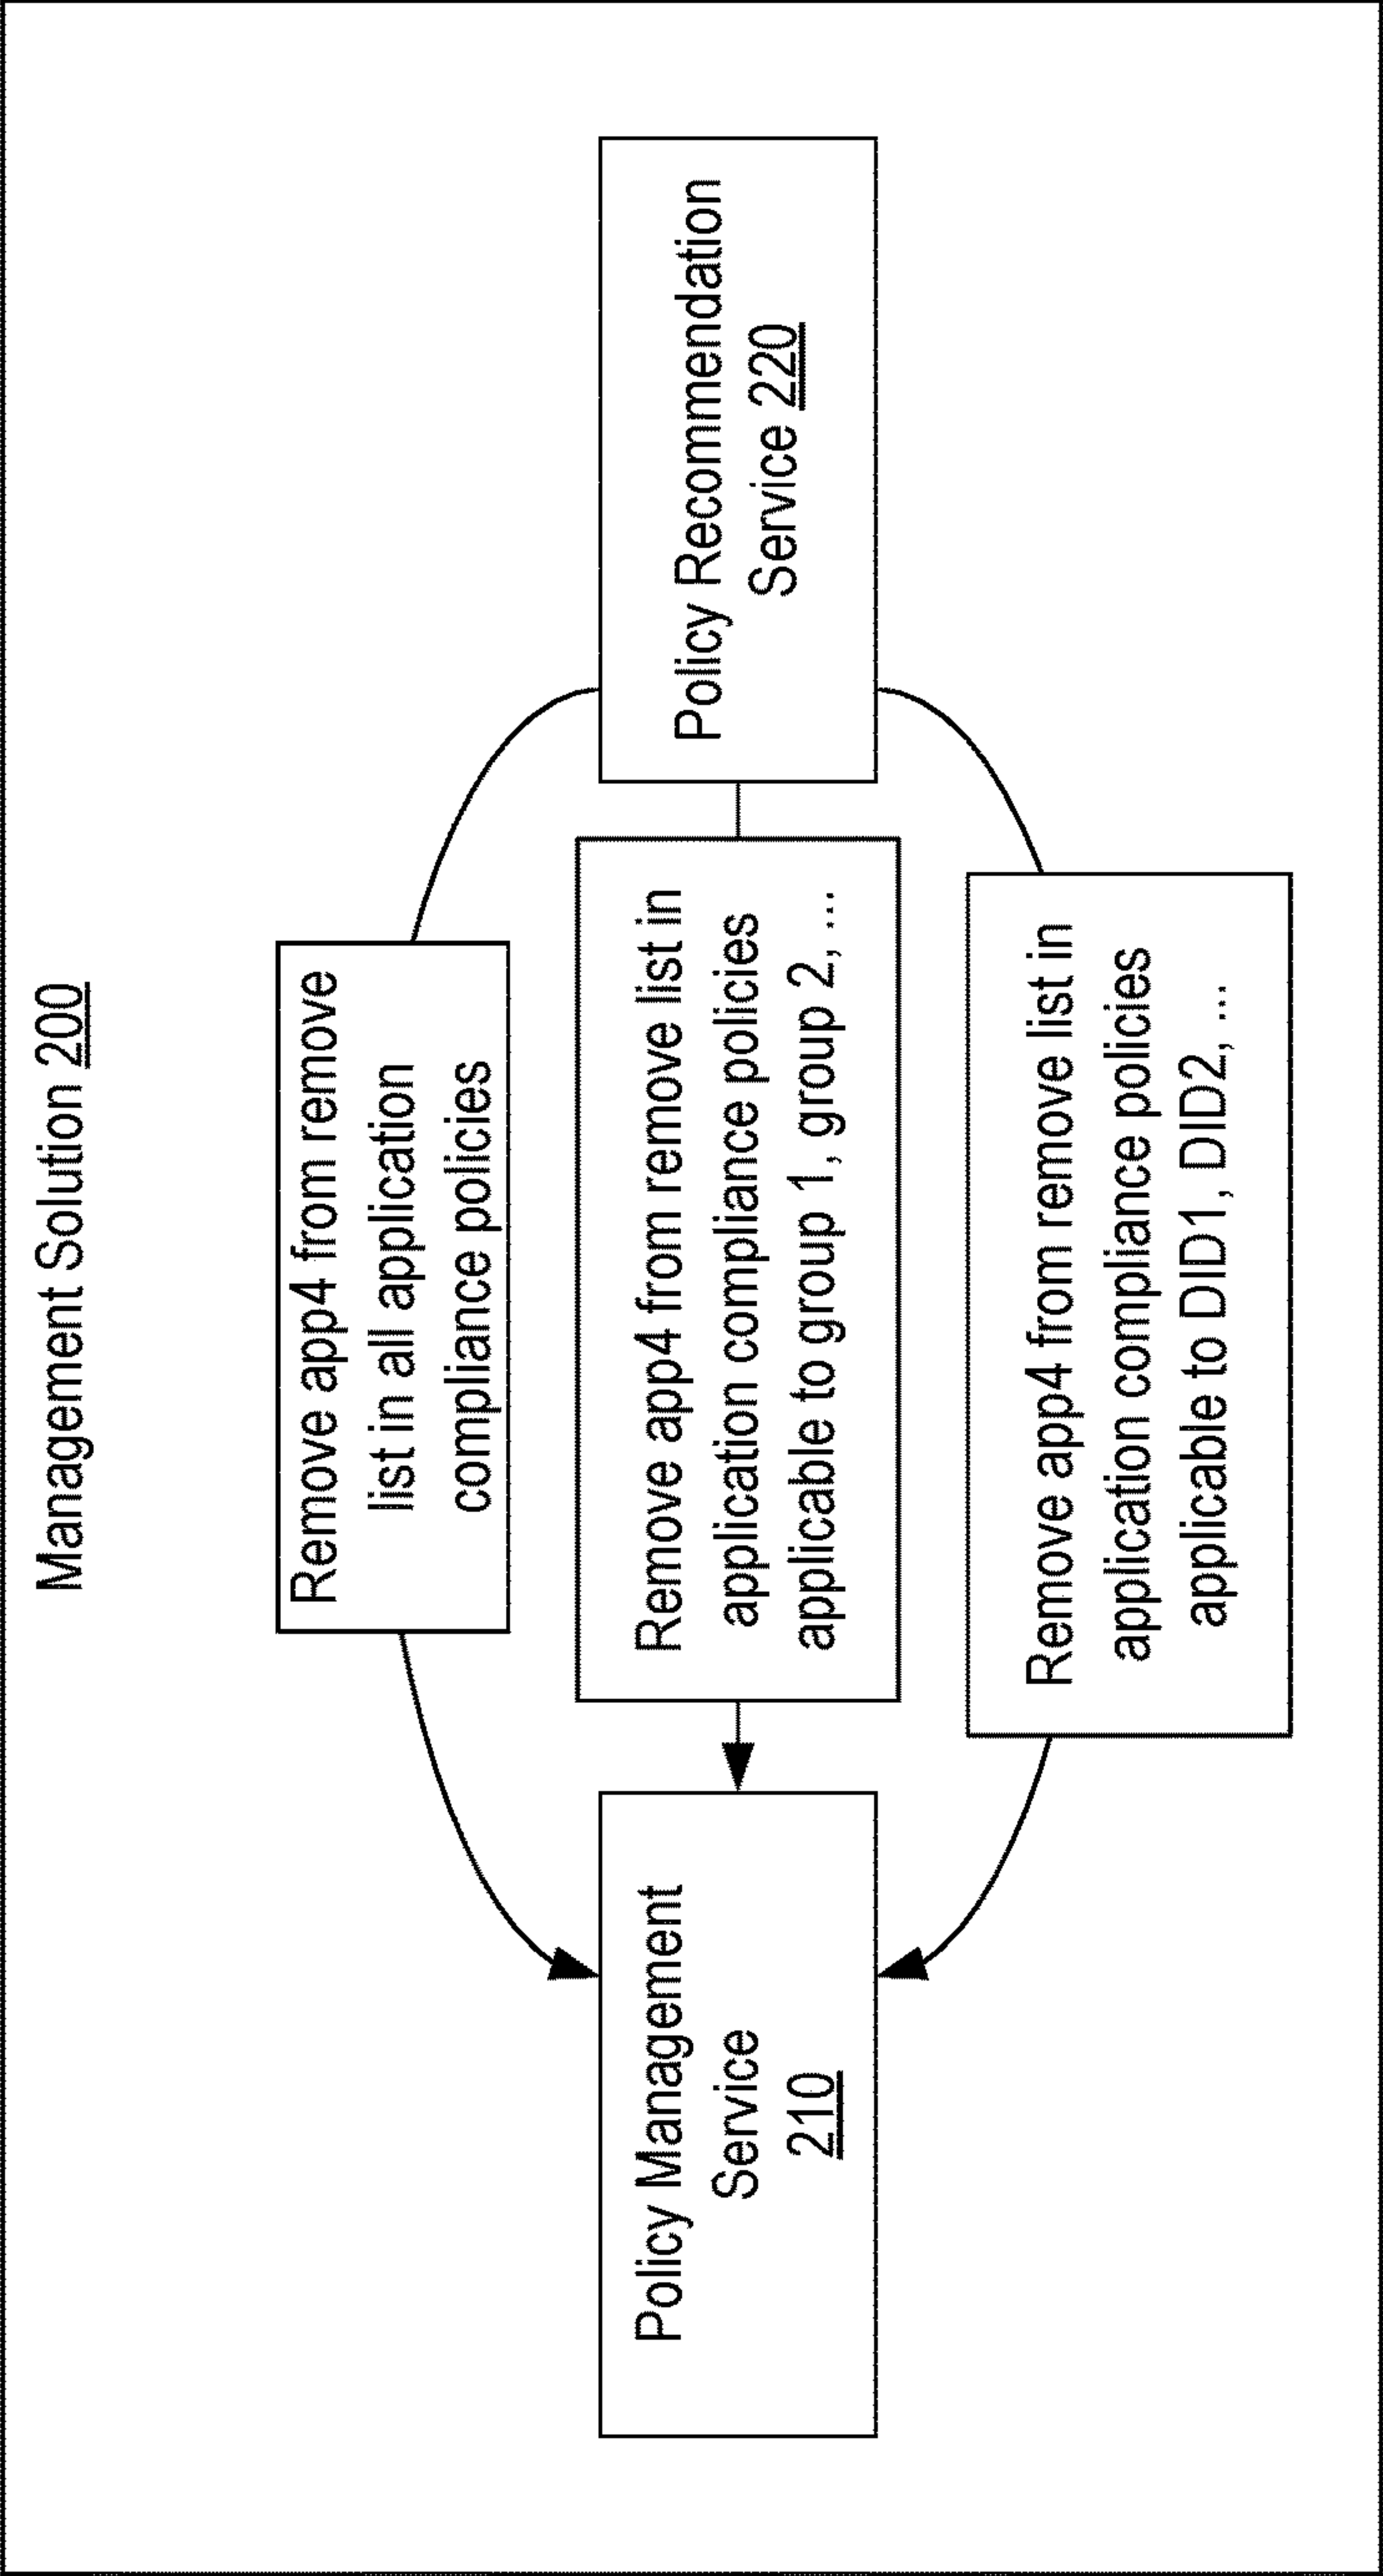 Management Solution 200
Remove app4 from remove
list in all application
compliance policies
Policy Management
Service
210
Remove app4 from remove list in
application compliance policies
applicable to group 1, group 2, ...
Policy Recommendation
Service 220
Remove app4 from remove list in
application compliance policies
applicable to DID1, DID2, ...